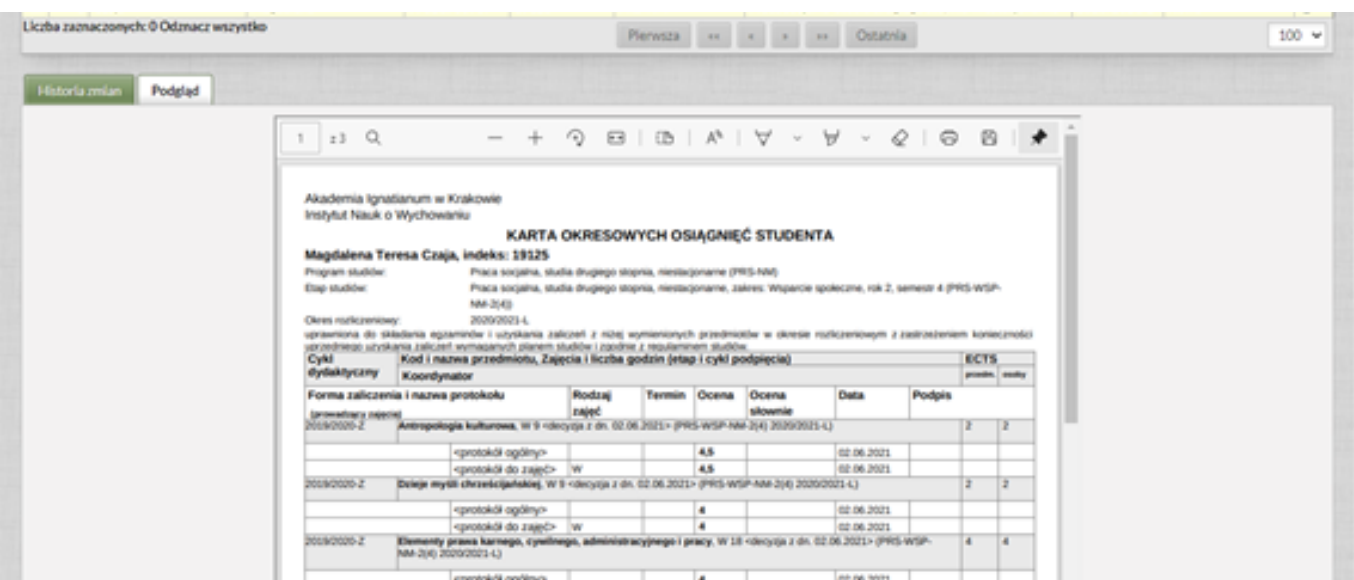 Liczba zaznaczonych: 0 Odznacz wszystko
Pierwsza «« « » »» Ostatnia
100
Historia zmian Podgląd
1 z 3
Akademia Ignatianum w Krakowie
Instytut Nauk o Wychowaniu
KARTA OKRESOWYCH OSIĄGNIĘĆ STUDENTA
Magdalena Teresa Czaja, indeks: 19125
Program studiów: Praca socjalna, studia drugiego stopnia, niestacjonarne (PRS-NM)
Etap studiów: Praca socjalna, studia drugiego stopnia, niestacjonarne, zakres: Wsparcie społeczne, rok 2, semestr 4 (PRS-WSP-
NM-2(4))
Okres rozliczeniowy: 2020/2021-L
uprawniona do składania egzaminów i uzyskania zaliczeń z niżej wymienionych przedmiotów w okresie rozliczeniowym z zastrzeżeniem konieczności
uprzedniego uzyskania zaliczeń wymaganych planem studiów i zgodnie z regulaminem studiów.
Cykl Kod i nazwa przedmiotu, Zajęcia i liczba godzin (etap i cykl podpięcia) ECTS
dydaktyczny Koordynator przedm. osoby
Forma zaliczenia i nazwa protokołu Rodzaj Termin Ocena Ocena Data Podpis
(prowadzący zajęcia) zajęć słownie
2019/2020-Z Antropologia kulturowa, W 9 <decyzja z dn. 02.06.2021> (PRS-WSP-NM-2(4) 2020/2021-L) 2 2
<protokół ogólny> 4,5 02.06.2021
<protokół do zajęć> W 4,5 02.06.2021
2019/2020-Z Dzieje myśli chrześcijańskiej, W 9 <decyzja z dn. 02.06.2021> (PRS-WSP-NM-2(4) 2020/2021-L) 2 2
<protokół ogólny> 4 02.06.2021
<protokół do zajęć> W 4 02.06.2021
2019/2020-Z Elementy prawa karnego, cywilnego, administracyjnego i pracy, W 18 <decyzja z dn. 02.06.2021> (PRS-WSP- 4 4
NM-2(4) 2020/2021-L)
<protokół ogólny> 4 02.06.2021